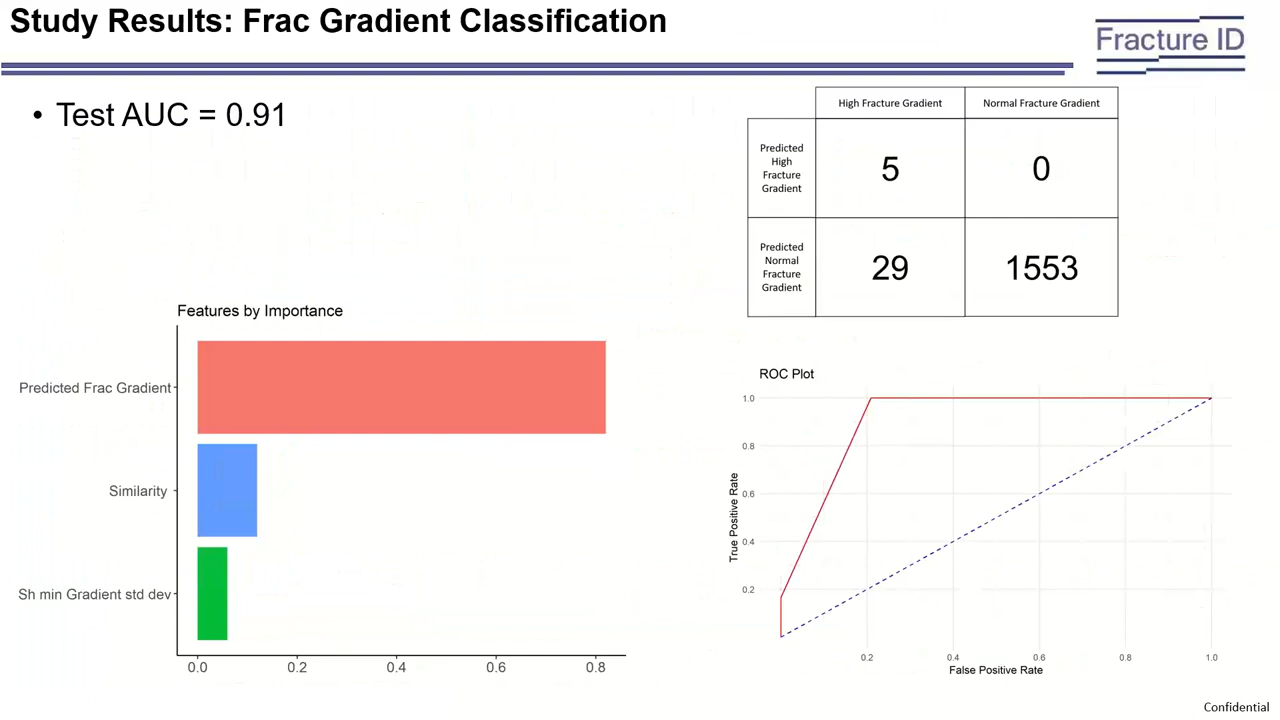 Study Results: Frac Gradient Classification
Fracture ID
• Test AUC = 0.91
High Fracture Gradient
Normal Fracture Gradient
Predicted
High
Fracture
Gradient
5
0
Predicted
Normal
Fracture
Gradient
29
1553
Features by Importance
Predicted Frac Gradient
Similarity
Sh min Gradient std dev
0.0
0.2
0.4
0.6
0.8
ROC Plot
1.0
0.8
0.6
0.4
0.2
True Positive Rate
0.2
0.4
0.6
0.8
1.0
False Positive Rate
Confidential